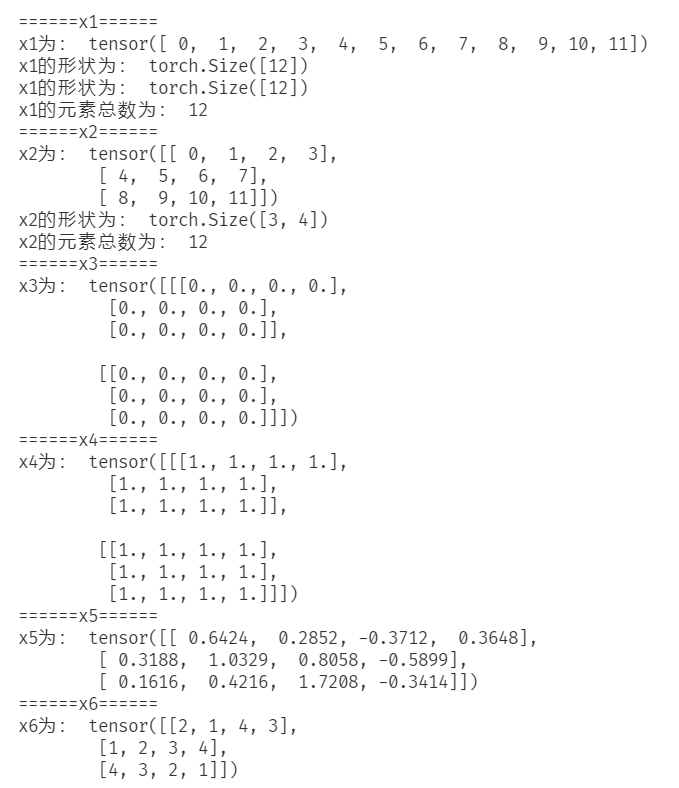 ======x1======
x1为： tensor([ 0,  1,  2,  3,  4,  5,  6,  7,  8,  9, 10, 11])
x1的形状为： torch.Size([12])
x1的形状为： torch.Size([12])
x1的元素总数为： 12
======x2======
x2为： tensor([[ 0,  1,  2,  3],
        [ 4,  5,  6,  7],
        [ 8,  9, 10, 11]])
x2的形状为： torch.Size([3, 4])
x2的元素总数为： 12
======x3======
x3为： tensor([[[0., 0., 0., 0.],
         [0., 0., 0., 0.],
         [0., 0., 0., 0.]],

        [[0., 0., 0., 0.],
         [0., 0., 0., 0.],
         [0., 0., 0., 0.]]])
======x4======
x4为： tensor([[[1., 1., 1., 1.],
         [1., 1., 1., 1.],
         [1., 1., 1., 1.]],

        [[1., 1., 1., 1.],
         [1., 1., 1., 1.],
         [1., 1., 1., 1.]]])
======x5======
x5为： tensor([[ 0.6424,  0.2852, -0.3712,  0.3648],
        [ 0.3188,  1.0329,  0.8058, -0.5899],
        [ 0.1616,  0.4216,  1.7208, -0.3414]])
======x6======
x6为： tensor([[2, 1, 4, 3],
        [1, 2, 3, 4],
        [4, 3, 2, 1]])